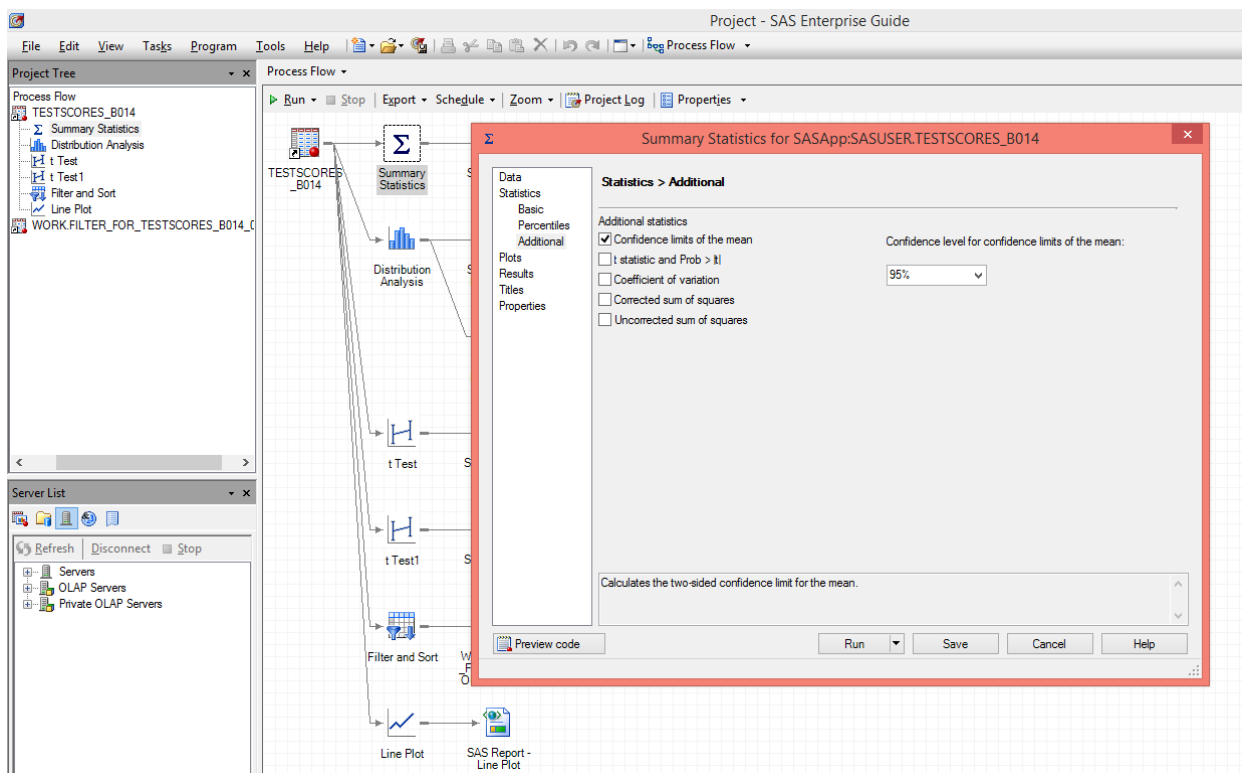 Project - SAS Enterprise Guide
File Edit View Tasks Program Tools Help Process Flow
Project Tree
Process Flow
TESTSCORES_B014
Summary Statistics
Distribution Analysis
t Test
t Test1
Filter and Sort
Line Plot
WORK.FILTER_FOR_TESTSCORES_B014_0
Server List
Refresh Disconnect Stop
Servers
OLAP Servers
Private OLAP Servers
Process Flow
Run Stop Export Schedule Zoom Project Log Properties
TESTSCORES
_B014
Summary
Statistics
Distribution
Analysis
t Test
t Test1
Filter and Sort
Line Plot
SAS Report -
Line Plot
Σ Summary Statistics for SASApp:SASUSER.TESTSCORES_B014
Data
Statistics
Basic
Percentiles
Additional
Plots
Results
Titles
Properties
Statistics > Additional
Additional statistics
Confidence limits of the mean
t statistic and Prob > |t|
Coefficient of variation
Corrected sum of squares
Uncorrected sum of squares
Confidence level for confidence limits of the mean:
95%
Calculates the two-sided confidence limit for the mean.
Preview code Run Save Cancel Help